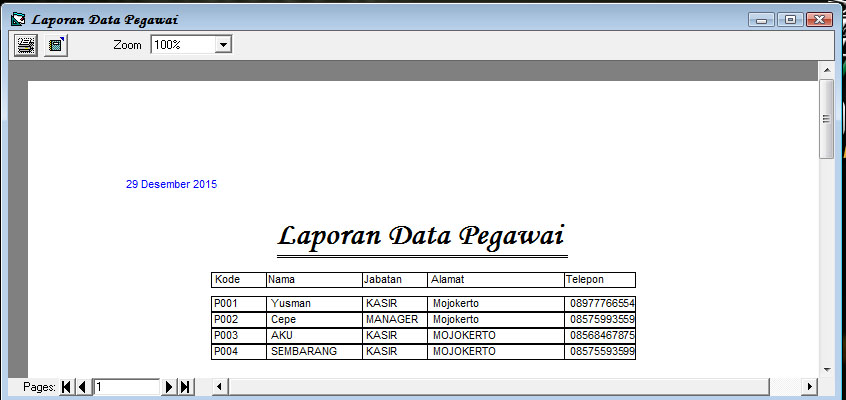 Laporan Data Pegawai
Zoom 100%
29 Desember 2015
Laporan Data Pegawai
Kode Nama Jabatan Alamat Telepon
P001 Yusman KASIR Mojokerto 08977766554
P002 Cepe MANAGER Mojokerto 08575993559
P003 AKU KASIR MOJOKERTO 08568467875
P004 SEMBARANG KASIR MOJOKERTO 08575593599
Pages: 1